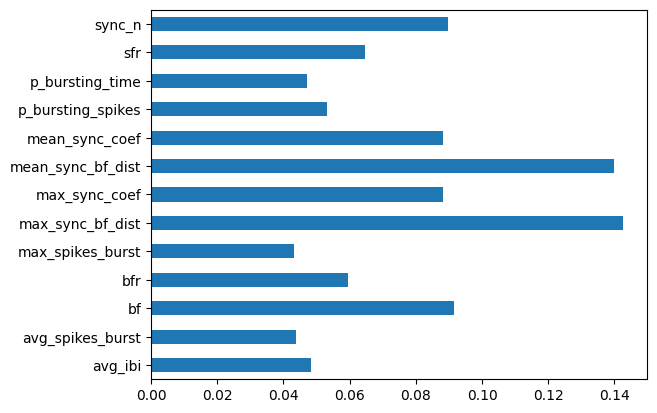 sync_n
sfr
p_bursting_time
p_bursting_spikes
mean_sync_coef
mean_sync_bf_dist
max_sync_coef
max_sync_bf_dist
max_spikes_burst
bfr
bf
avg_spikes_burst
avg_ibi
0.00 0.02 0.04 0.06 0.08 0.10 0.12 0.14